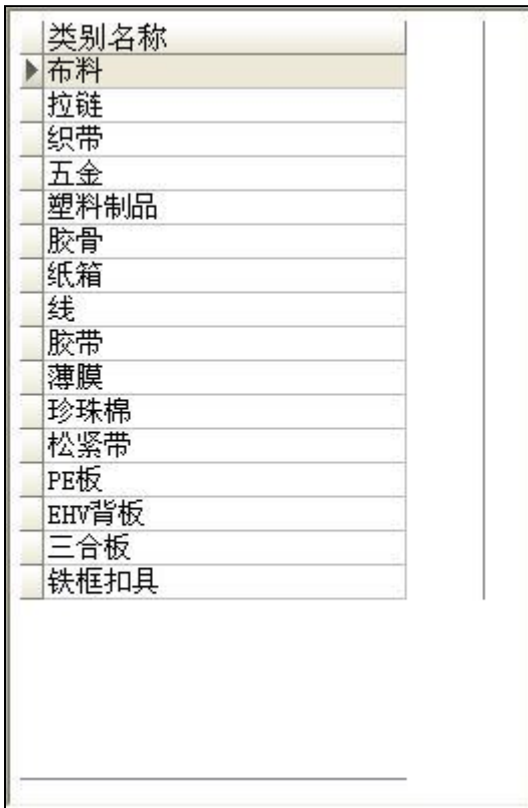 类别名称
布料
拉链
织带
五金
塑料制品
胶骨
纸箱
线
胶带
薄膜
珍珠棉
松紧带
PE板
EHV背板
三合板
铁框扣具